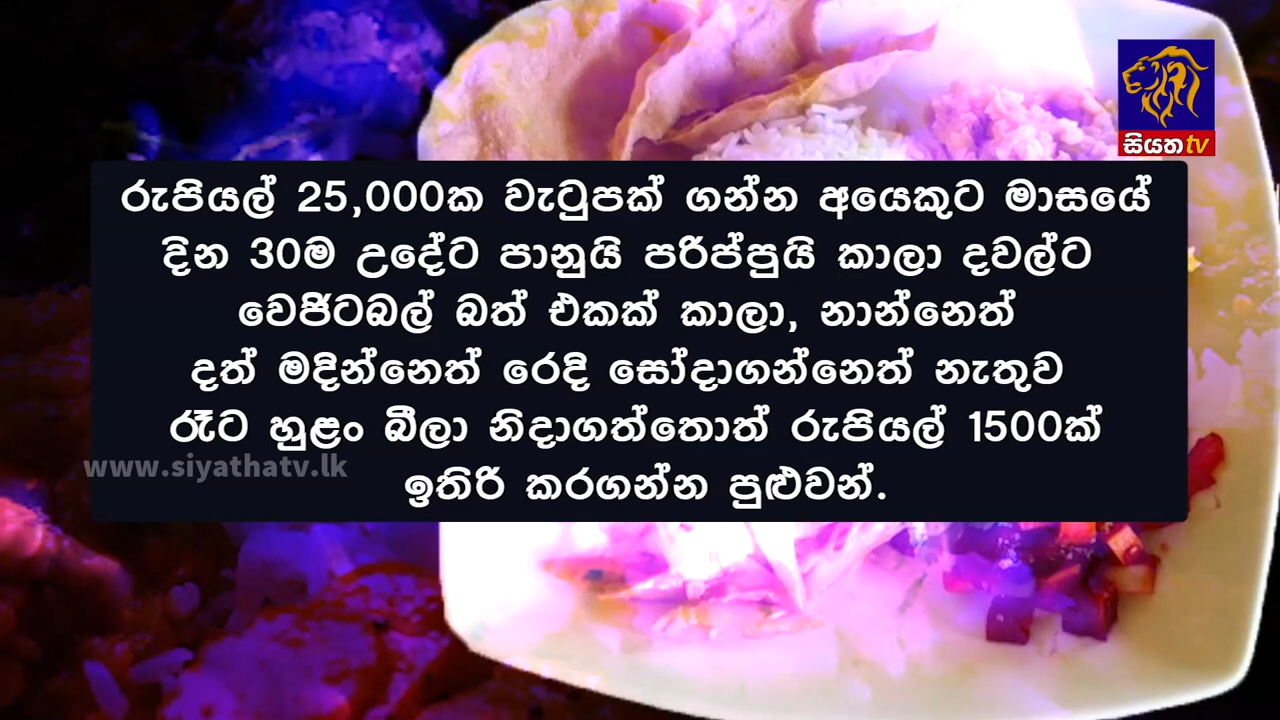 සියත tv
රුපියල් 25,000ක වැටුපක් ගන්න අයෙකුට මාසයේ
දින 30ම උදේට පානුයි පරිප්පුයි කාලා දවල්ට
වෙජිටබල් බත් එකක් කාලා, නාන්නෙත්
දත් මදින්නෙත් රෙදි සෝදාගන්නෙත් නැතුව
රෑට හුළං බීලා නිදාගත්තොත් රුපියල් 1500ක්
www.siyathatv.lk
ඉතිරි කරගන්න පුළුවන්.